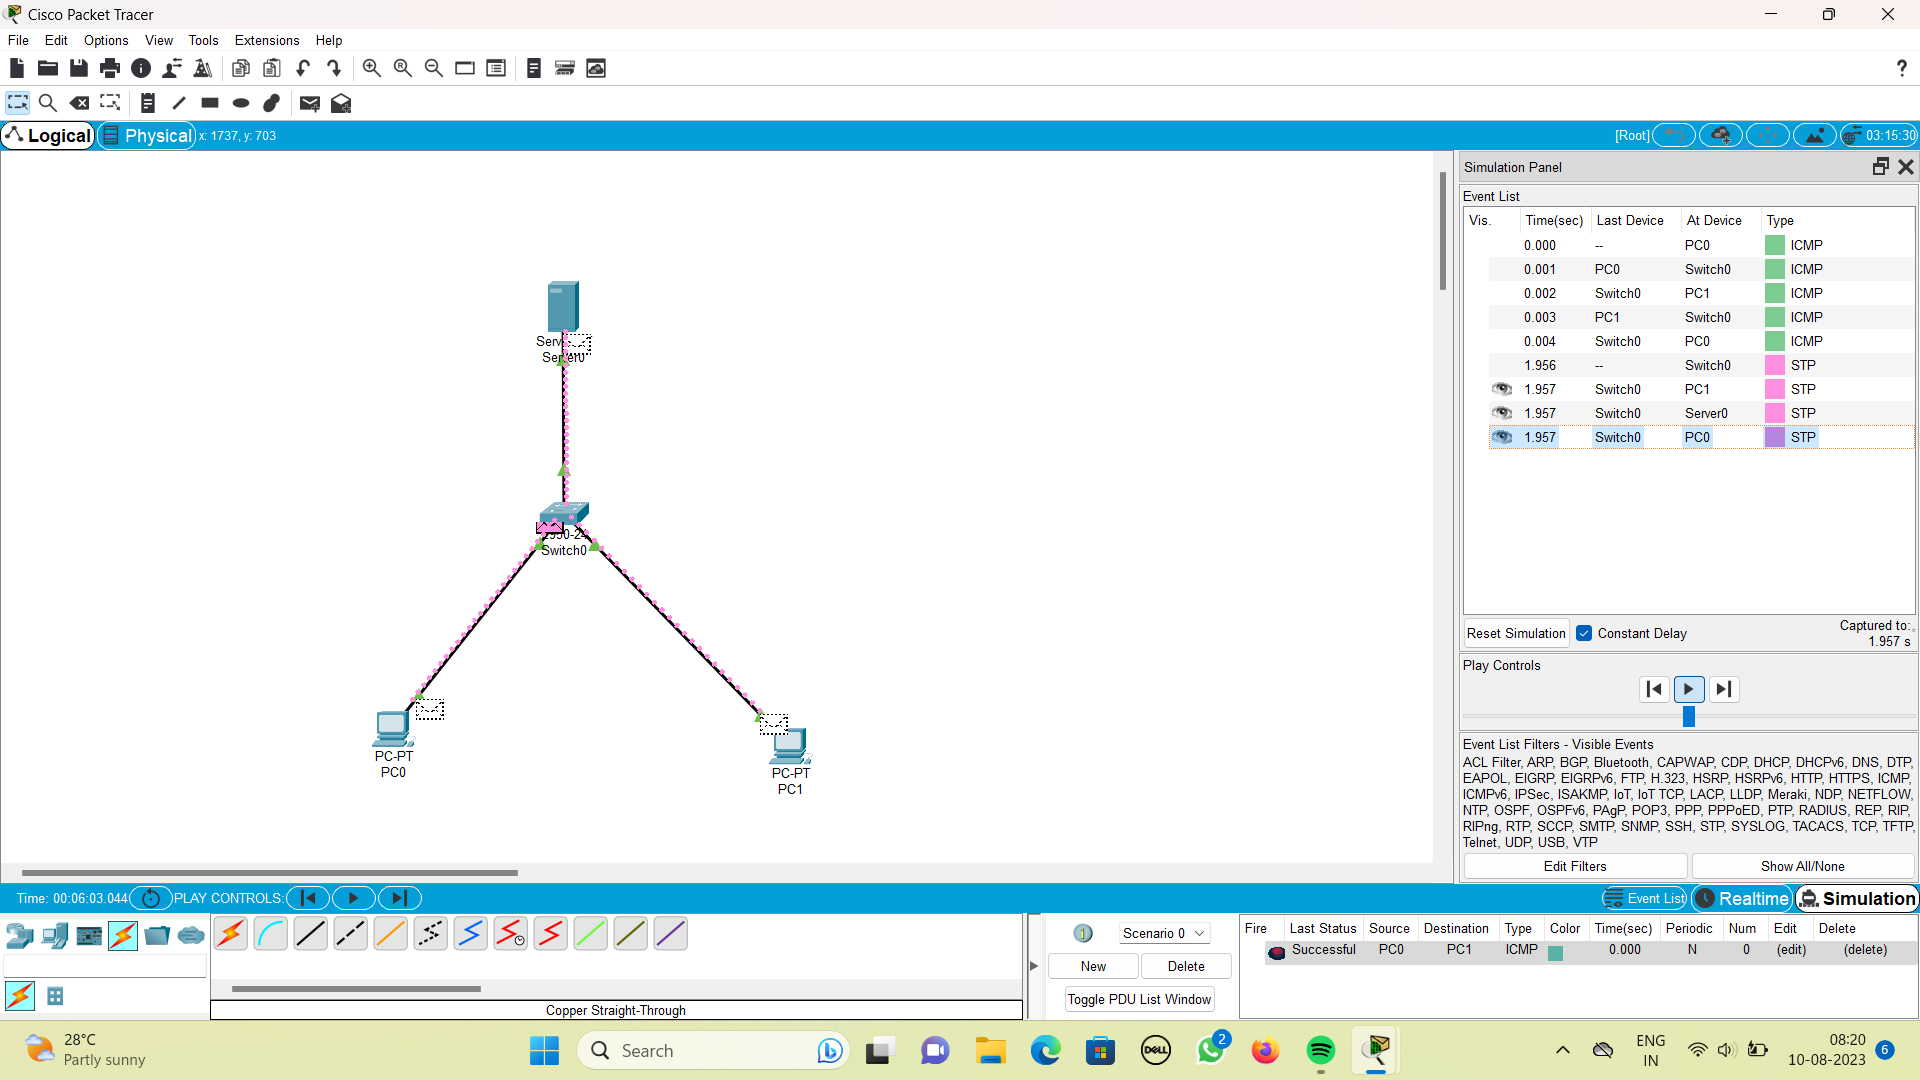 Cisco Packet Tracer
File Edit Options View Tools Extensions Help
?
Logical Physical x: 1737, y: 703 [Root] 03:15:30
Simulation Panel
Event List
Vis. Time(sec) Last Device At Device Type
0.000 -- PC0 ICMP
0.001 PC0 Switch0 ICMP
0.002 Switch0 PC1 ICMP
0.003 PC1 Switch0 ICMP
0.004 Switch0 PC0 ICMP
1.956 -- Switch0 STP
1.957 Switch0 PC1 STP
1.957 Switch0 Server0 STP
1.957 Switch0 PC0 STP
Server0
Switch0
PC-PT
PC0
PC-PT
PC1
Reset Simulation Constant Delay Captured to:
1.957 s
Play Controls
Event List Filters - Visible Events
ACL Filter, ARP, BGP, Bluetooth, CAPWAP, CDP, DHCP, DHCPv6, DNS, DTP,
EAPOL, EIGRP, EIGRPv6, FTP, H.323, HSRP, HSRPv6, HTTP, HTTPS, ICMP,
ICMPv6, IPSec, ISAKMP, IoT, IoT TCP, LACP, LLDP, Meraki, NDP, NETFLOW,
NTP, OSPF, OSPFv6, PAgP, POP3, PPP, PPPoED, PTP, RADIUS, REP, RIP,
RIPng, RTP, SCCP, SMTP, SNMP, SSH, STP, SYSLOG, TACACS, TCP, TFTP,
Telnet, UDP, USB, VTP
Edit Filters Show All/None
Time: 00:06:03.044 PLAY CONTROLS: Event List Realtime Simulation
Scenario 0
New Delete
Toggle PDU List Window
Fire Last Status Source Destination Type Color Time(sec) Periodic Num Edit Delete
Successful PC0 PC1 ICMP 0.000 N 0 (edit) (delete)
Copper Straight-Through
28°C
Partly sunny
Search
DELL
2
ENG
IN
08:20
10-08-2023
6